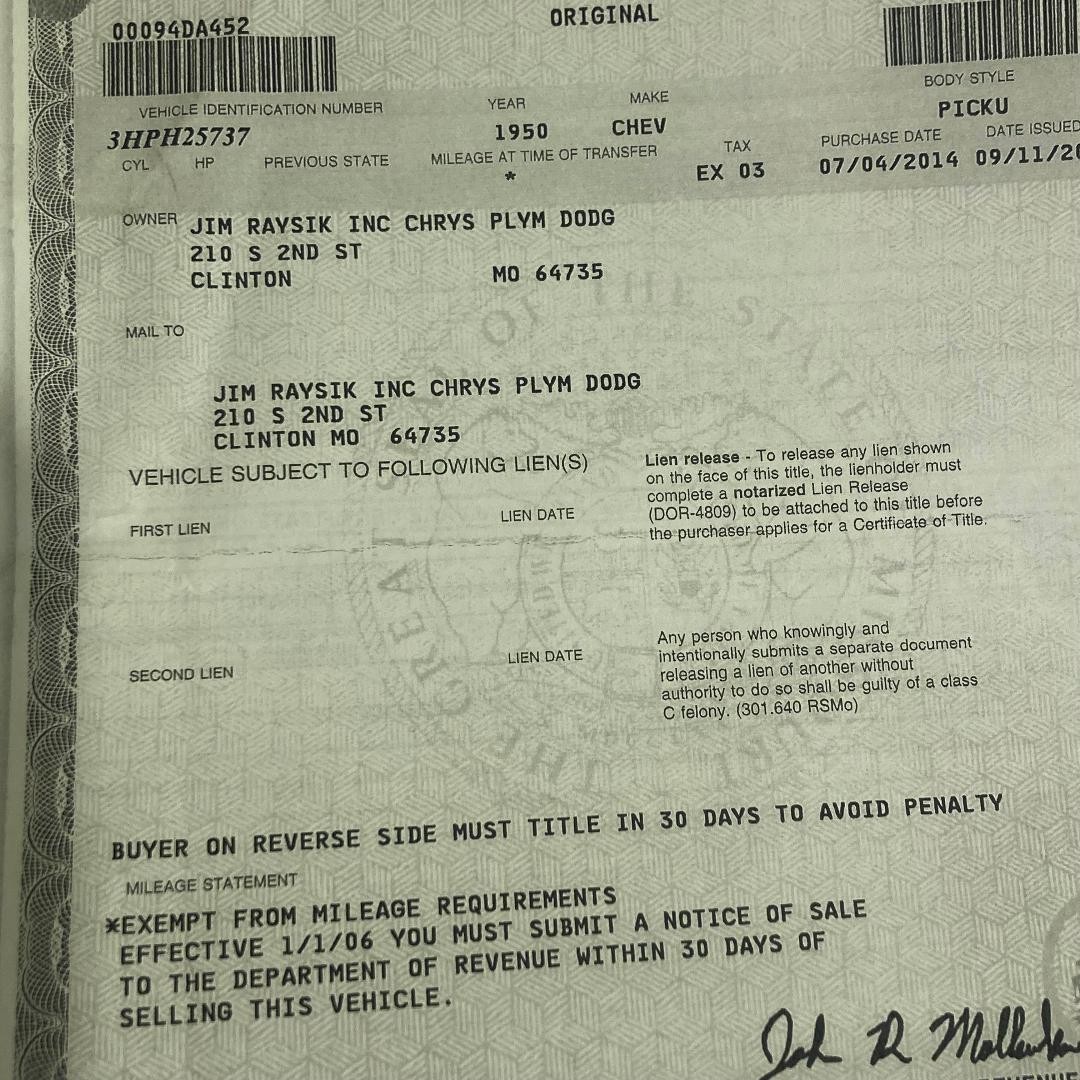 ORIGINAL
00094DA452
BODY STYLE
VEHICLE IDENTIFICATION NUMBER YEAR MAKE PICKU
3HPH25737 1950 CHEV PURCHASE DATE DATE ISSUED
CYL HP PREVIOUS STATE MILEAGE AT TIME OF TRANSFER TAX 07/04/2014 09/11/20
* EX 03
OWNER JIM RAYSIK INC CHRYS PLYM DODG
210 S 2ND ST
CLINTON MO 64735
MAIL TO
JIM RAYSIK INC CHRYS PLYM DODG
210 S 2ND ST
CLINTON MO 64735
VEHICLE SUBJECT TO FOLLOWING LIEN(S)
FIRST LIEN LIEN DATE
Lien release - To release any lien shown
on the face of this title, the lienholder must
complete a notarized Lien Release
(DOR-4809) to be attached to this title before
the purchaser applies for a Certificate of Title.
SECOND LIEN LIEN DATE
Any person who knowingly and
intentionally submits a separate document
releasing a lien of another without
authority to do so shall be guilty of a class
C felony. (301.640 RSMo)
BUYER ON REVERSE SIDE MUST TITLE IN 30 DAYS TO AVOID PENALTY
MILEAGE STATEMENT
*EXEMPT FROM MILEAGE REQUIREMENTS
EFFECTIVE 1/1/06 YOU MUST SUBMIT A NOTICE OF SALE
TO THE DEPARTMENT OF REVENUE WITHIN 30 DAYS OF
SELLING THIS VEHICLE.